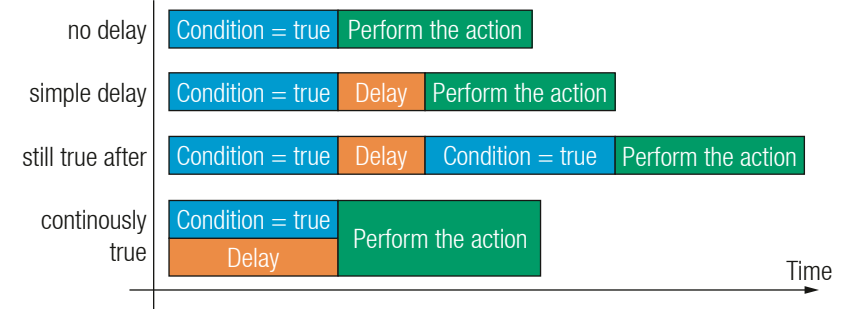 no delay Condition = true Perform the action
simple delay Condition = true Delay Perform the action
still true after Condition = true Delay Condition = true Perform the action
continously
true
Condition = true
Delay
Perform the action
Time